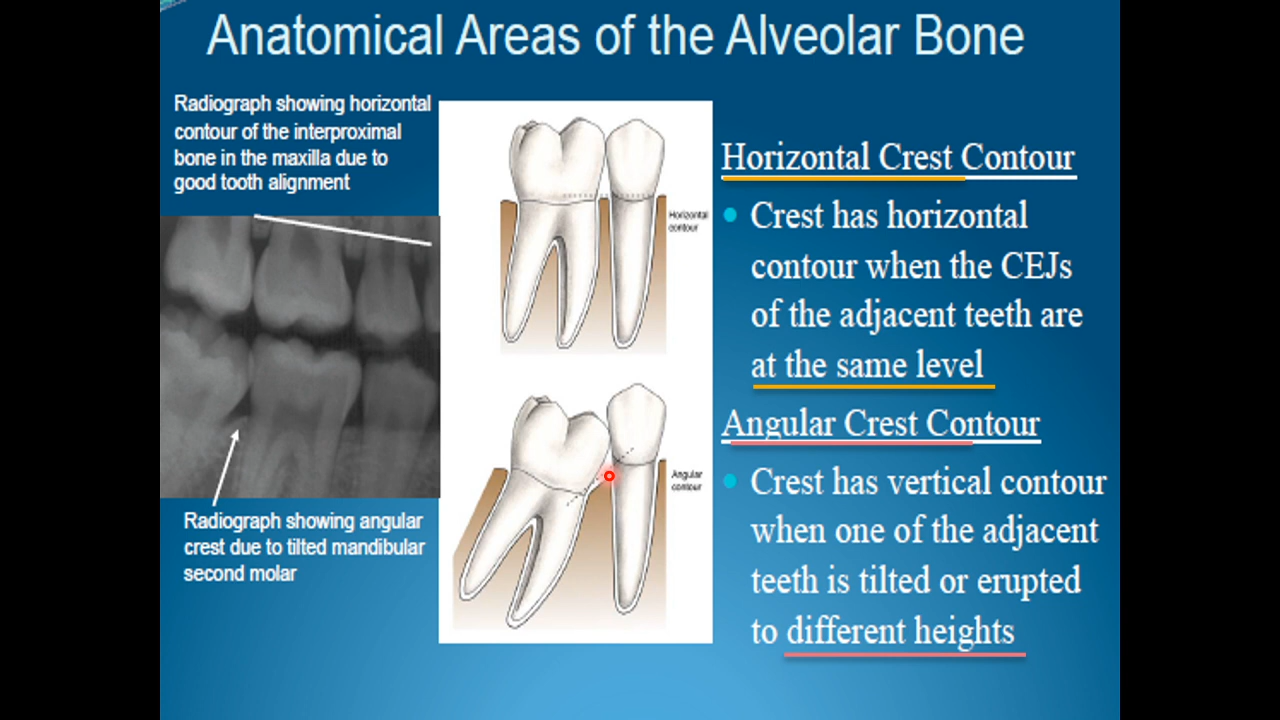 Anatomical Areas of the Alveolar Bone
Radiograph showing horizontal
contour of the interproximal
bone in the maxilla due to
good tooth alignment
Horizontal
contour
Angular
contour
Radiograph showing angular
crest due to tilted mandibular
second molar
Horizontal Crest Contour
Crest has horizontal
contour when the CEJs
of the adjacent teeth are
at the same level
Angular Crest Contour
Crest has vertical contour
when one of the adjacent
teeth is tilted or erupted
to different heights